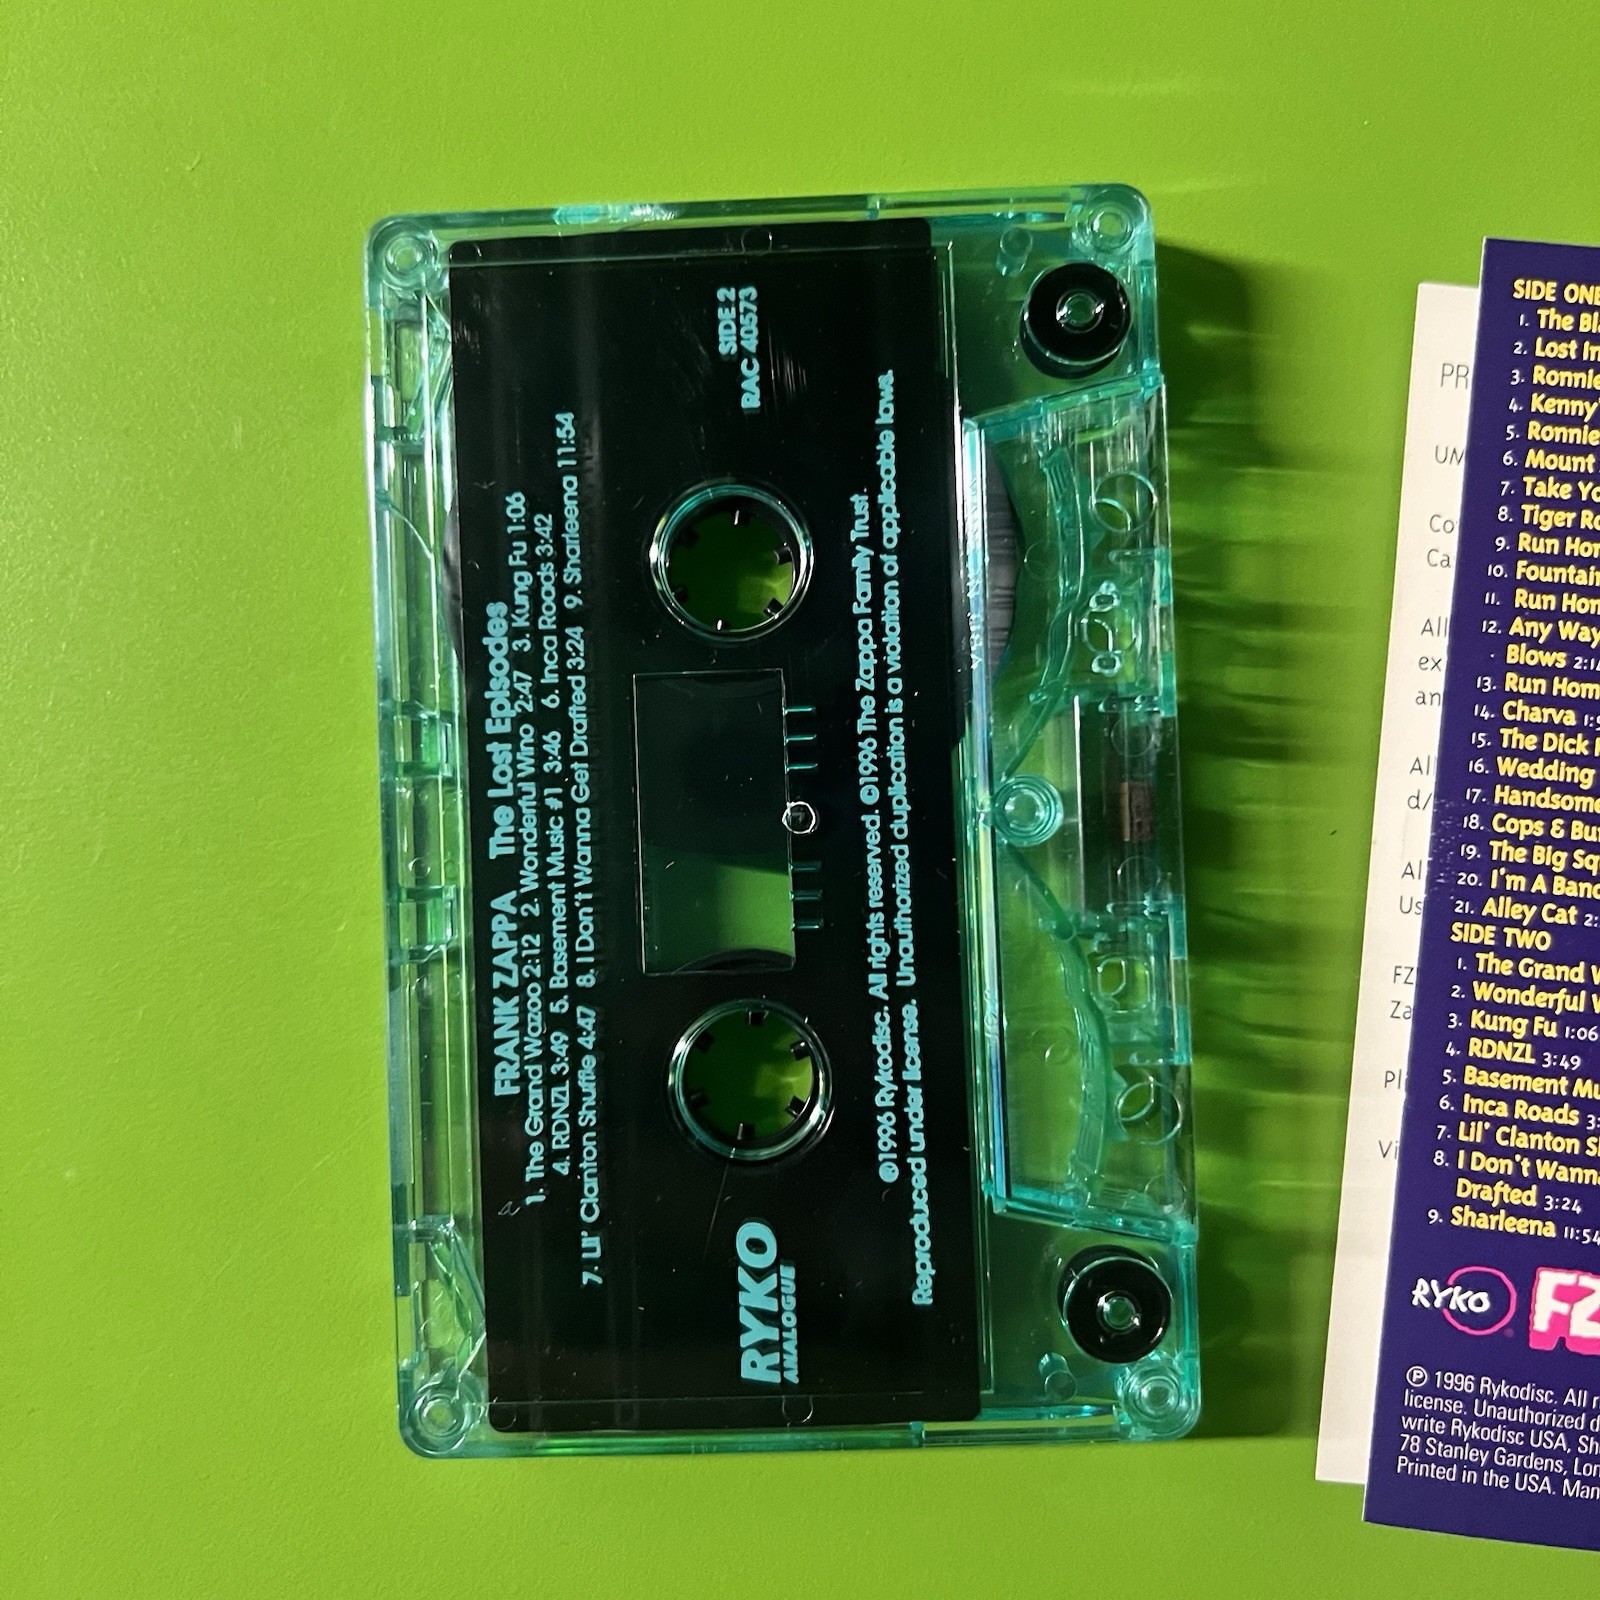 FRANK ZAPPA The Lost Episodes
1. The Grand Wazoo 2:12 2. Wonderful Wino 2:47 3. Kung Fu 1:06
4. RDNZL 3:49 5. Basement Music #1 3:46 6. Inca Roads 3:42
7. Lil' Clanton Shuffle 4:47 8. I Don't Wanna Get Drafted 3:24 9. Sharleena 11:54
SIDE 2
RAC 40573
RYKO
ANALOGUE
℗1996 Rykodisc. All rights reserved. ©1996 The Zappa Family Trust.
Reproduced under license. Unauthorized duplication is a violation of applicable laws.
SIDE ONE
1. The
2. Lost
3. Ronnie
4. Kenny'
5. Ronnie
6. Mount
7. Take
8. Tiger
9. Run
10.
11. Run
12. Any Way
Blows
13. Run
14. Charva
15. The Dick
16. Wedding
17. Handsome
18. Cops &
19. The Big
20. I'm A
21. Alley Cat
SIDE TWO
1. The Grand
2. Wonderful
3. Kung Fu 1:06
4. RDNZL 3:49
5. Basement
6. Inca Roads
7. Lil' Clanton
8. I Don't
Drafted 3:24
9. Sharleena 11:54
RYKO
FZ
℗ 1996 Rykodisc. All
license. Unauthorized
write Rykodisc USA,
78 Stanley Gardens,
Printed in the USA.